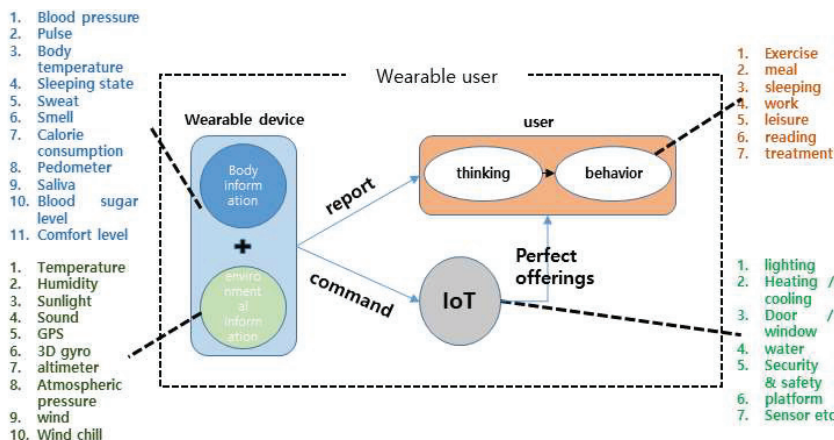 1. Blood pressure
2. Pulse
3. Body
temperature
4. Sleeping state
5. Sweat
6. Smell
7. Calorie
consumption
8. Pedometer
9. Saliva
10. Blood sugar
level
11. Comfort level
1. Temperature
2. Humidity
3. Sunlight
4. Sound
5. GPS
6. 3D gyro
7. altimeter
8. Atmospheric
pressure
9. wind
10. Wind chill
Wearable user
Wearable device
Body
inform
ation
+
enviro
nment
al inform
ation
report
command
user
thinking
behavior
IoT
Perfect
offerings
1. Exercise
2. meal
3. sleeping
4. work
5. leisure
6. reading
7. treatment
1. lighting
2. Heating /
cooling
3. Door /
window
4. water
5. Security
& safety
6. platform
7. Sensor etc